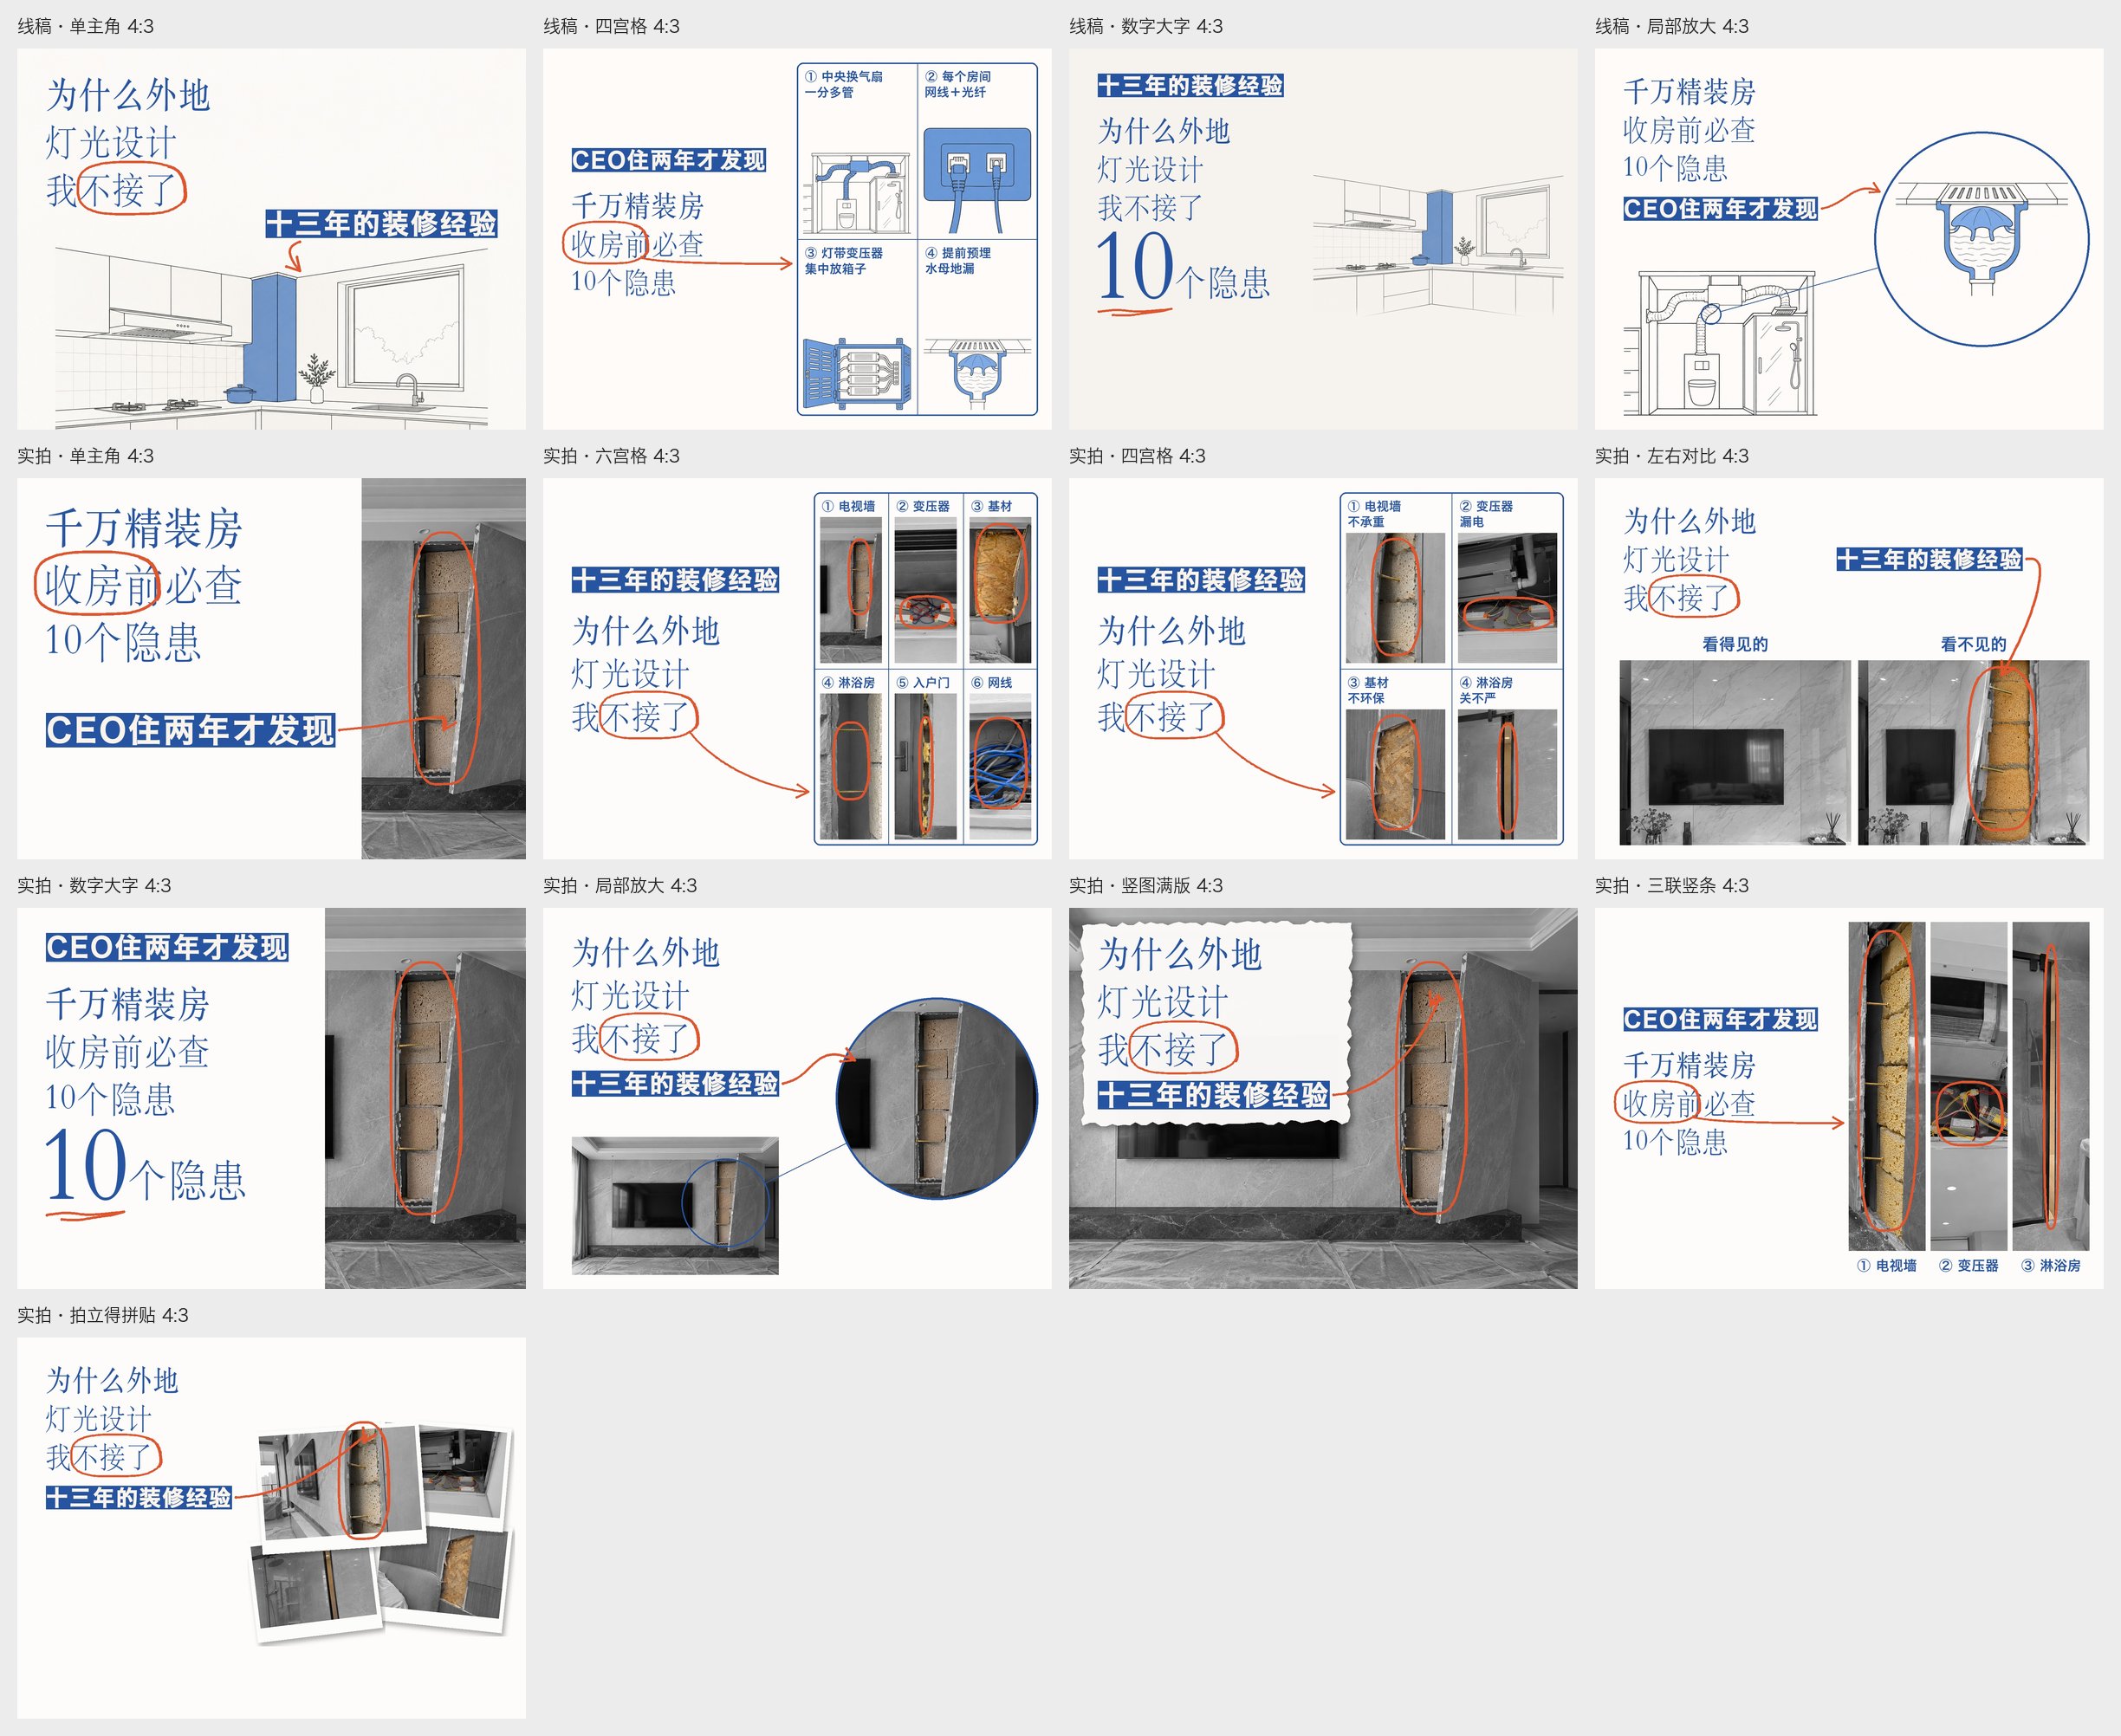 线稿·单主角 4:3
为什么外地
灯光设计
我不接了
十三年的装修经验
线稿·四宫格 4:3
CEO住两年才发现
千万精装房
收房前必查
10个隐患
① 中央换气扇
一分多管
② 每个房间
网线+光纤
③ 灯带变压器
集中放箱子
④ 提前预埋
水母地漏
线稿·数字大字 4:3
十三年的装修经验
为什么外地
灯光设计
我不接了
10个隐患
线稿·局部放大 4:3
千万精装房
收房前必查
10个隐患
CEO住两年才发现
实拍·单主角 4:3
千万精装房
收房前必查
10个隐患
CEO住两年才发现
实拍·六宫格 4:3
十三年的装修经验
为什么外地
灯光设计
我不接了
① 电视墙
② 变压器
③ 基材
④ 淋浴房
⑤ 入户门
⑥ 网线
实拍·四宫格 4:3
十三年的装修经验
为什么外地
灯光设计
我不接了
① 电视墙
不承重
② 变压器
漏电
③ 基材
不环保
④ 淋浴房
关不严
实拍·左右对比 4:3
为什么外地
灯光设计
我不接了
十三年的装修经验
看得见的
看不见的
实拍·数字大字 4:3
CEO住两年才发现
千万精装房
收房前必查
10个隐患
10个隐患
实拍·局部放大 4:3
为什么外地
灯光设计
我不接了
十三年的装修经验
实拍·竖图满版 4:3
为什么外地
灯光设计
我不接了
十三年的装修经验
实拍·三联竖条 4:3
CEO住两年才发现
千万精装房
收房前必查
10个隐患
① 电视墙
② 变压器
③ 淋浴房
实拍·拍立得拼贴 4:3
为什么外地
灯光设计
我不接了
十三年的装修经验